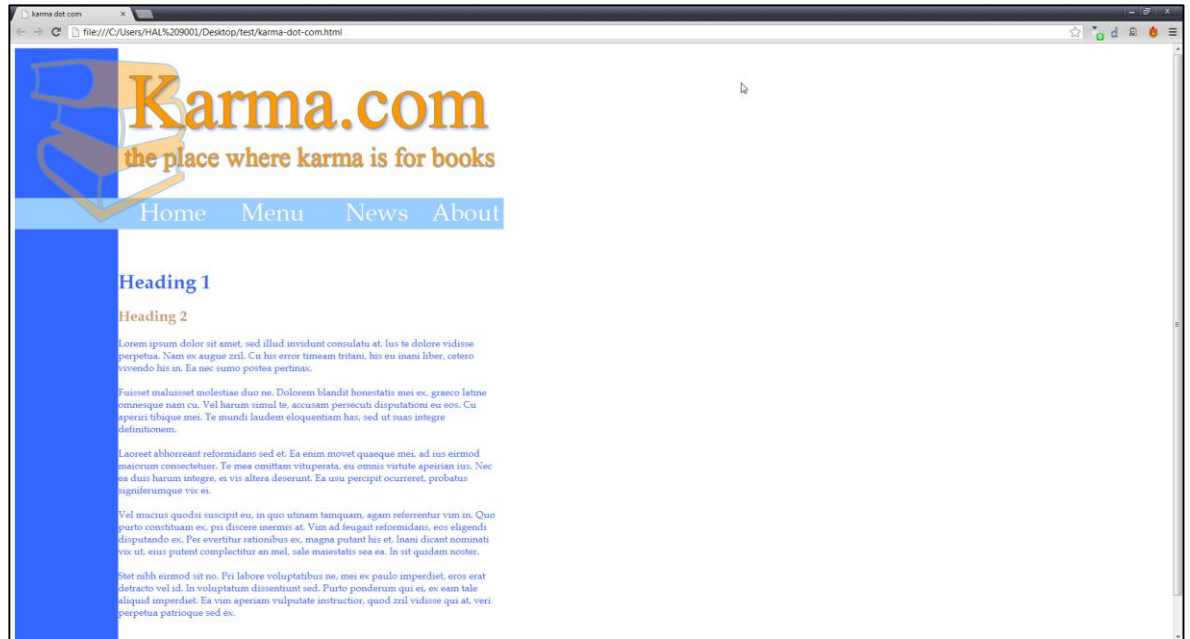 karma dot com
file:///C:/Users/HAL%209001/Desktop/test/karma-dot-com.html
Karma.com
the place where karma is for books
Home Menu News About
Heading 1
Heading 2
Lorem ipsum dolor sit amet, sed illud invidunt consulatu at. Ius te dolore vidisse
perpetua. Nam ex augue zril. Cu his error timeam tritani, his eu inani liber, cetero
vivendo his in. Ea nec sumo postea pertinax.
Fuisset maluisset molestiae duo ne. Dolorem blandit honestatis mei ex, graeco latine
omnesque nam cu. Vel harum simul te, accusam persecuti disputationi eu eos. Cu
aperiri tibique mei. Te mundi laudem eloquentiam has, sed ut suas integre
definitionem.
Laoreet abhorreant reformidans sed et. Ea enim movet quaeque mei, ad ius eirmod
maiorum consectetuer. Te mea omittam vituperata, eu omnis virtute apeirian ius. Nec
ea duis harum integre, ei vis altera deserunt. Ea usu percipit ocurreret, probatus
signiferumque vix ei.
Vel mucius quodsi suscipit eu, in quo utinam tamquam, agam referrentur vim in. Quo
purto constituam ex, pri discere inermis at. Vim ad feugait reformidans, eos eligendi
disputando ex. Per evertitur rationibus ex, magna putant his et. Inani dicant nominati
vix ut, eius putent complectitur an mel, sale maiestatis sea ea. In sit quidam noster.
Stet nibh eirmod sit no. Pri labore voluptatibus ne, mei ex paulo imperdiet, eros erat
detracto vel id. In voluptatum dissentiunt sed. Purto ponderum qui ei, ex eam tale
aliquid imperdiet. Ea vim aperiam vulputate instructior, quod zril vidisse qui at, veri
perpetua patrioque sed ex.